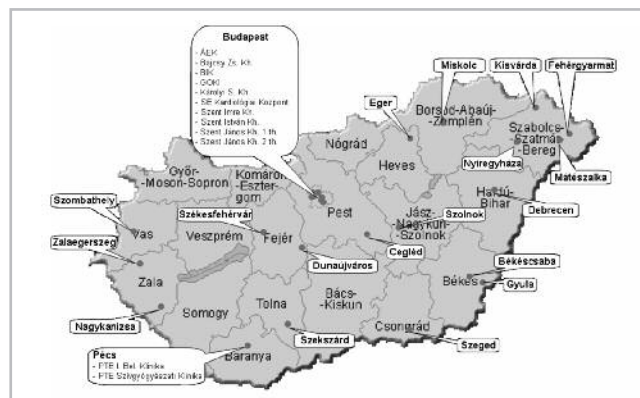 Budapest
- ÁEK
- Bajcsy Zs. Kh.
- BIK
- GOKI
- Károlyi S. Kh.
- SE Kardiológiai Központ
- Szent Imre Kh.
- Szent István Kh.
- Szent János Kh. 1 th.
- Szent János Kh. 2 th.
Miskolc
Kisvárda
Fehérgyarmat
Eger
Borsod-Abaúj-
-Zemplén
Nógrád
Heves
Szabolcs-
Szatmár-
-Bereg
Nyíregyháza
Mátészalka
Győr-
-Moson-Sopron
Komárom-
-Eszter-
gom
Pest
Jász-
-Nagykun-
-Szolnok
Szolnok
Hajdú-
Bihar
Debrecen
Szombathely
Vas
Veszprém
Székesfehérvár
Fejér
Zalaegerszeg
Dunaújváros
Cegléd
Békéscsaba
Zala
Békés
Gyula
Somogy
Tolna
Bács-
-Kiskun
Nagykanizsa
Csongrád
Szekszárd
Szeged
Pécs
- PTE I. Bel. Klinika
- PTE Szívgyógyászati Klinika
Baranya